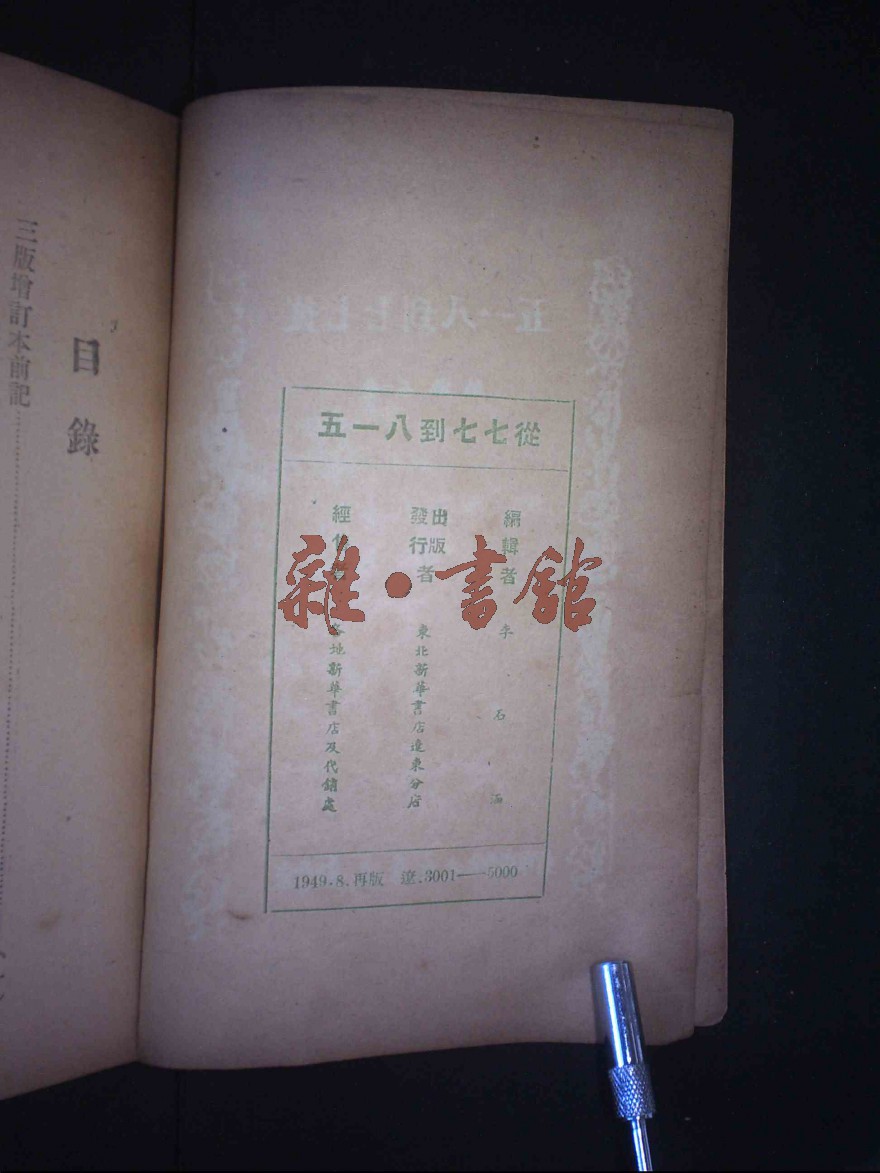 從七七到八一五
編輯者 李石涵
出版
發行者 東北新華書店遼東分店
經 各地新華書店及代銷處
1949.8.再版 遼.3001——5000
目錄
三版增訂本前記
雜·書館